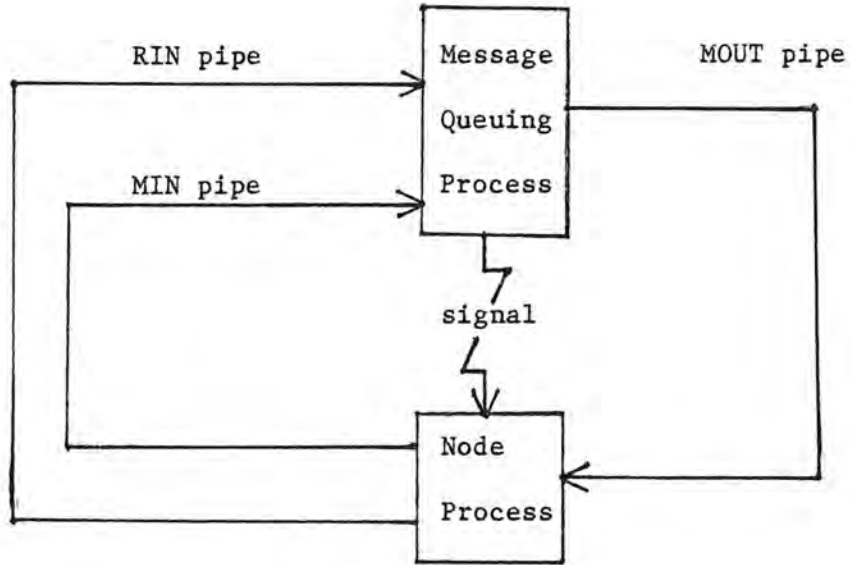 RIN pipe
Message
Queuing
Process
MOUT pipe
MIN pipe
signal
Node
Process